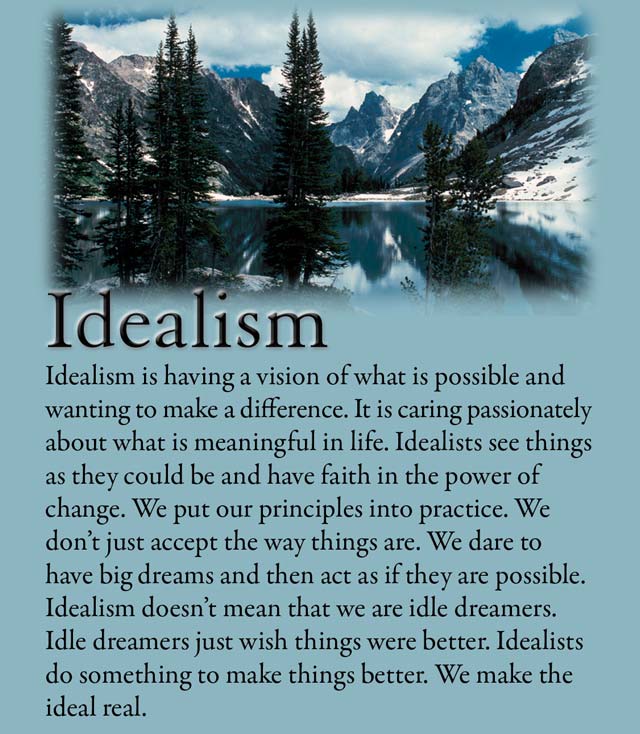 Idealism
Idealism is having a vision of what is possible and
wanting to make a difference. It is caring passionately
about what is meaningful in life. Idealists see things
as they could be and have faith in the power of
change. We put our principles into practice. We
don’t just accept the way things are. We dare to
have big dreams and then act as if they are possible.
Idealism doesn’t mean that we are idle dreamers.
Idle dreamers just wish things were better. Idealists
do something to make things better. We make the
ideal real.